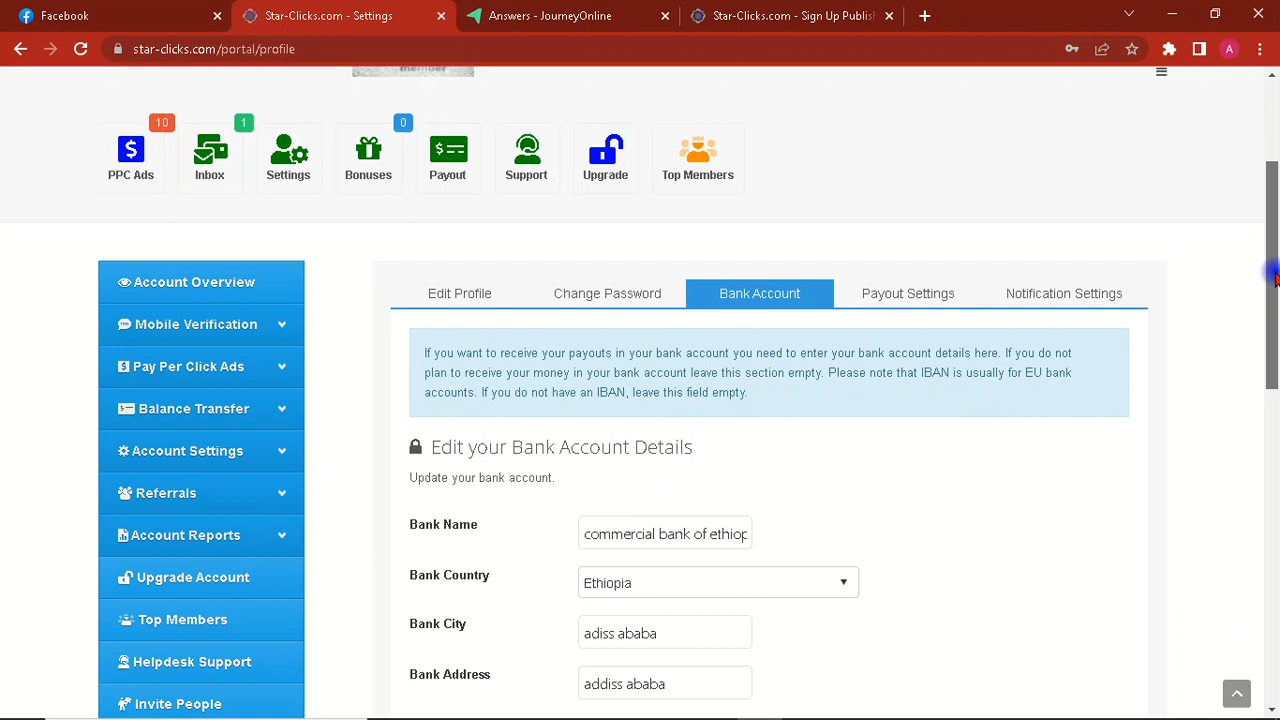 Facebook
Star-Clicks.com - Settings
Answers - JourneyOnline
Star-Clicks.com - Sign Up Publish
star-clicks.com/portal/profile
A
member
10
1
0
PPC Ads
Inbox
Settings
Bonuses
Payout
Support
Upgrade
Top Members
Account Overview
Mobile Verification
Pay Per Click Ads
Balance Transfer
Account Settings
Referrals
Account Reports
Upgrade Account
Top Members
Helpdesk Support
Invite People
Edit Profile
Change Password
Bank Account
Payout Settings
Notification Settings
If you want to receive your payouts in your bank account you need to enter your bank account details here. If you do not
plan to receive your money in your bank account leave this section empty. Please note that IBAN is usually for EU bank
accounts. If you do not have an IBAN, leave this field empty.
Edit your Bank Account Details
Update your bank account.
Bank Name
commercial bank of ethiop
Bank Country
Ethiopia
Bank City
adiss ababa
Bank Address
addiss ababa